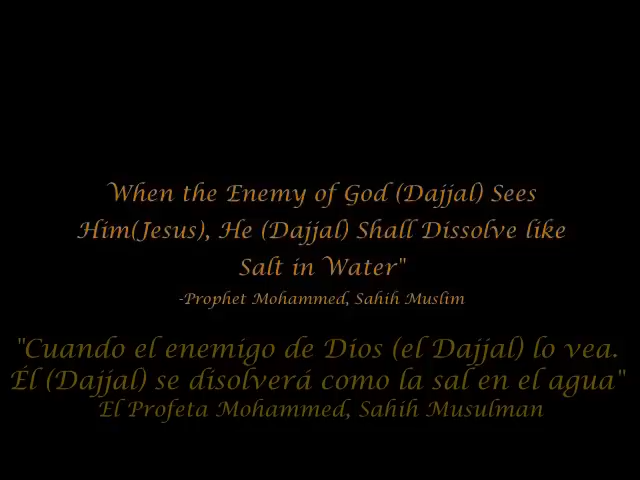 When the Enemy of God (Dajjal) Sees
Him(Jesus), He (Dajjal) Shall Dissolve like
Salt in Water"
-Prophet Mohammed, Sahih Muslim
"Cuando el enemigo de Dios (el Dajjal) lo vea.
Él (Dajjal) se disolverá como la sal en el agua"
El Profeta Mohammed, Sahih Musulman